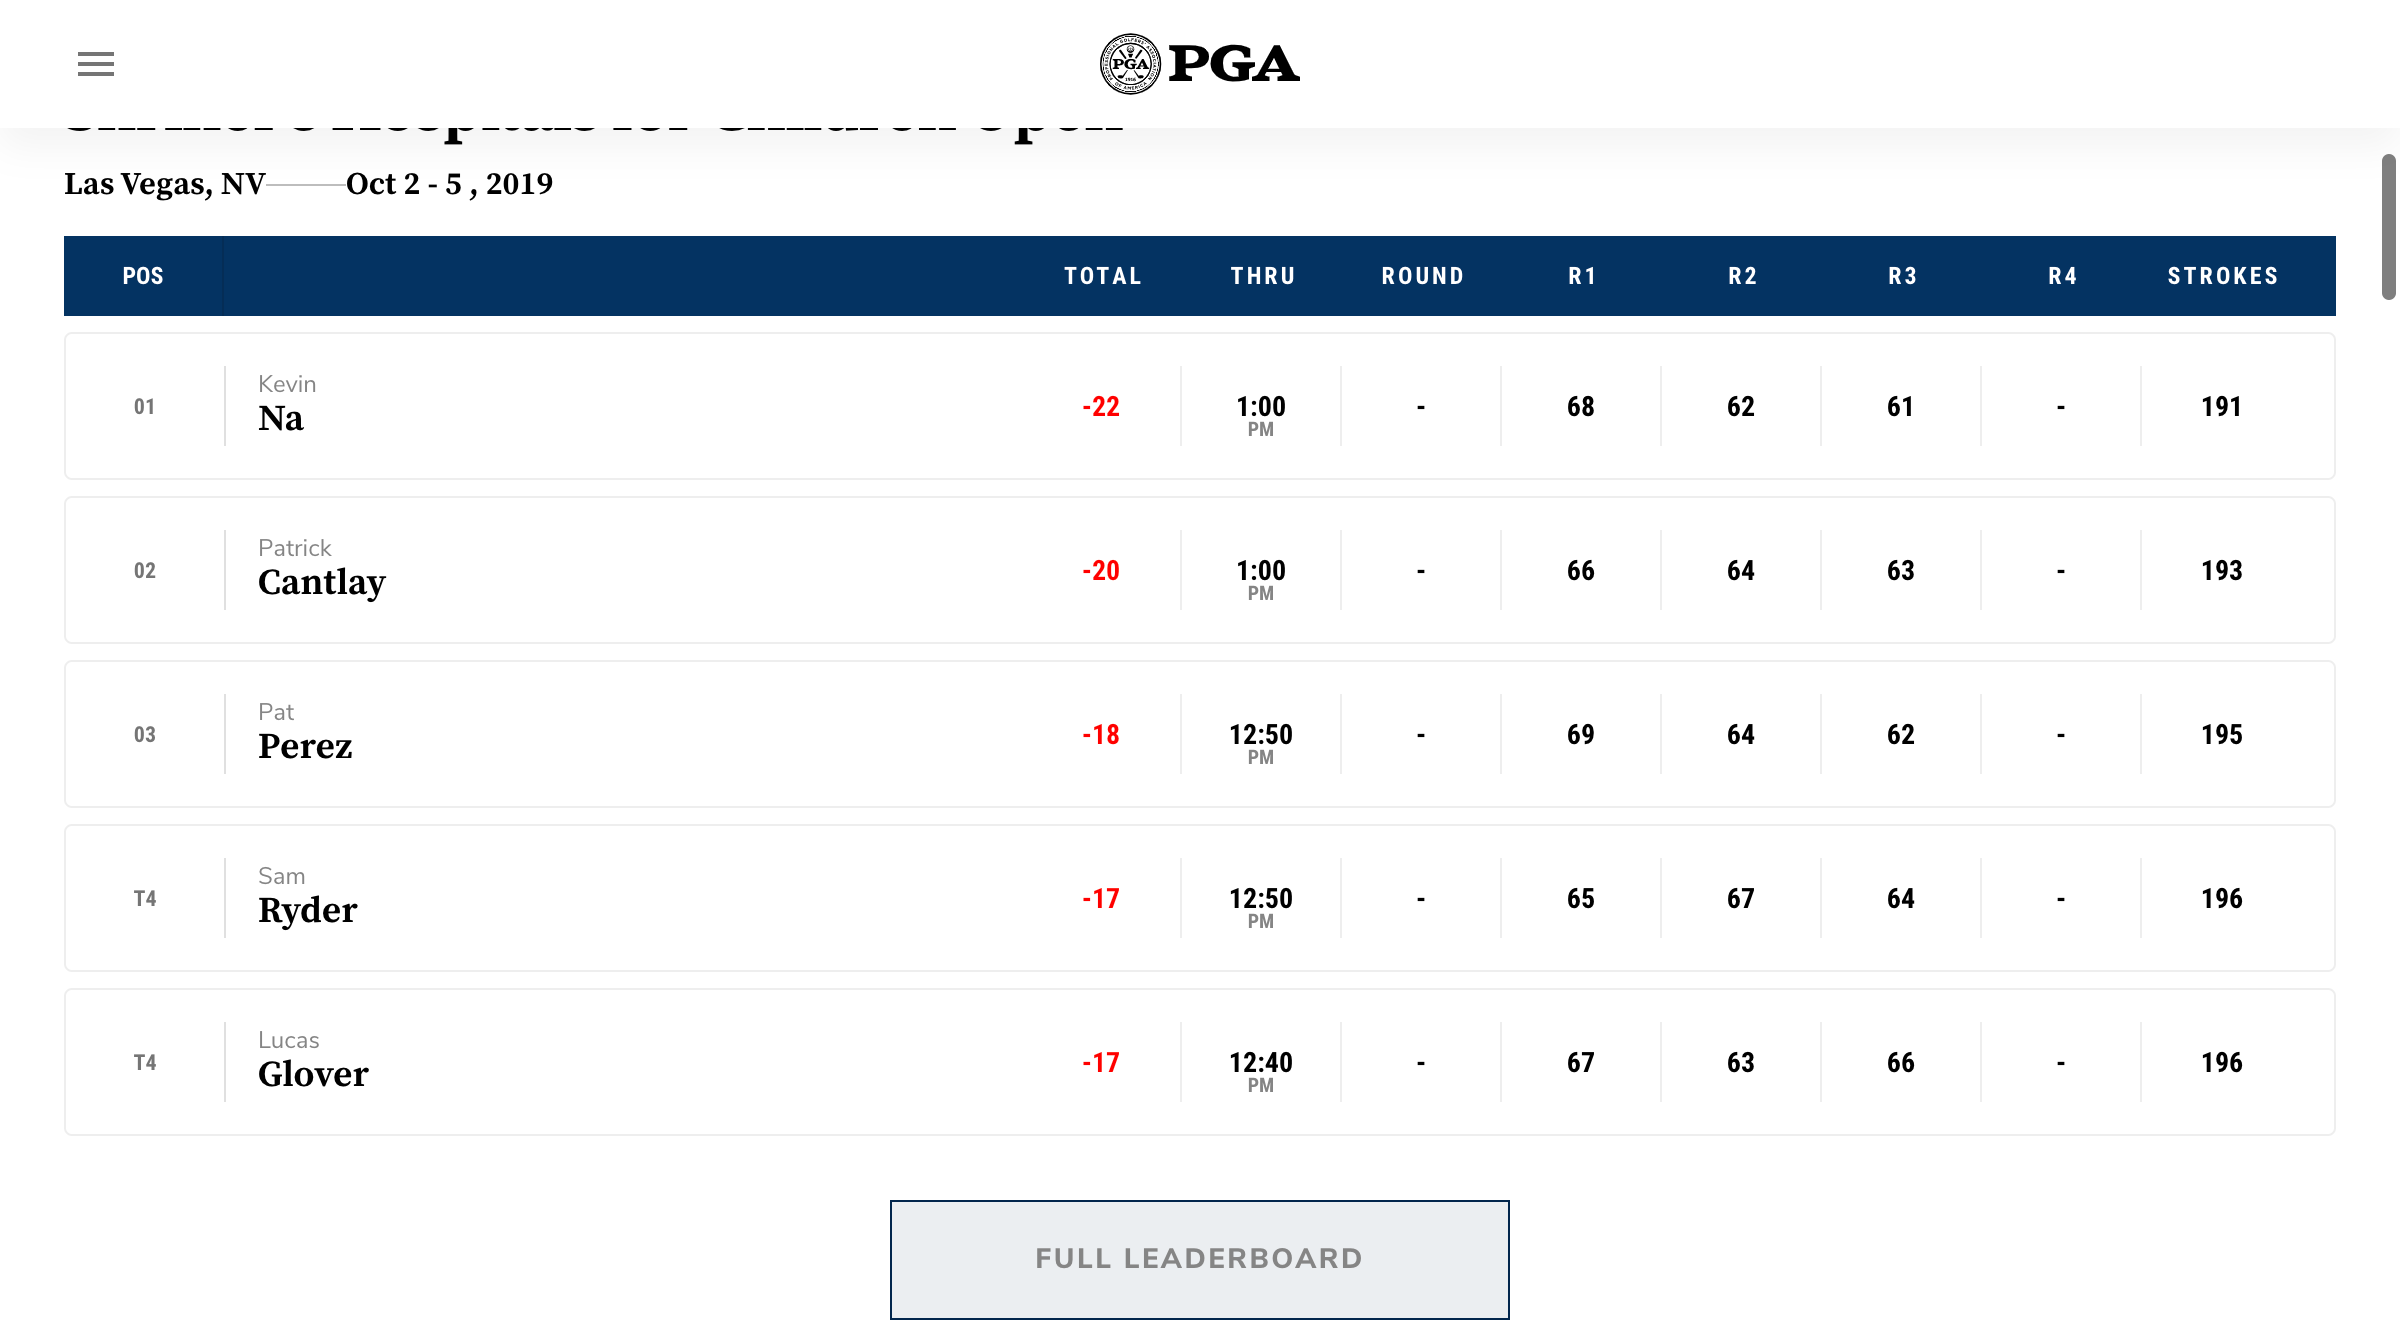 PGA
PGA
Las Vegas, NV Oct 2 - 5 , 2019
POS TOTAL THRU ROUND R1 R2 R3 R4 STROKES
Kevin
01 Na -22 1:00 - 68 62 61 - 191
PM
Patrick
02 Cantlay -20 1:00 - 66 64 63 - 193
PM
Pat
03 Perez -18 12:50 - 69 64 62 - 195
PM
Sam
T4 Ryder -17 12:50 - 65 67 64 - 196
PM
Lucas
T4 Glover -17 12:40 - 67 63 66 - 196
PM
FULL LEADERBOARD